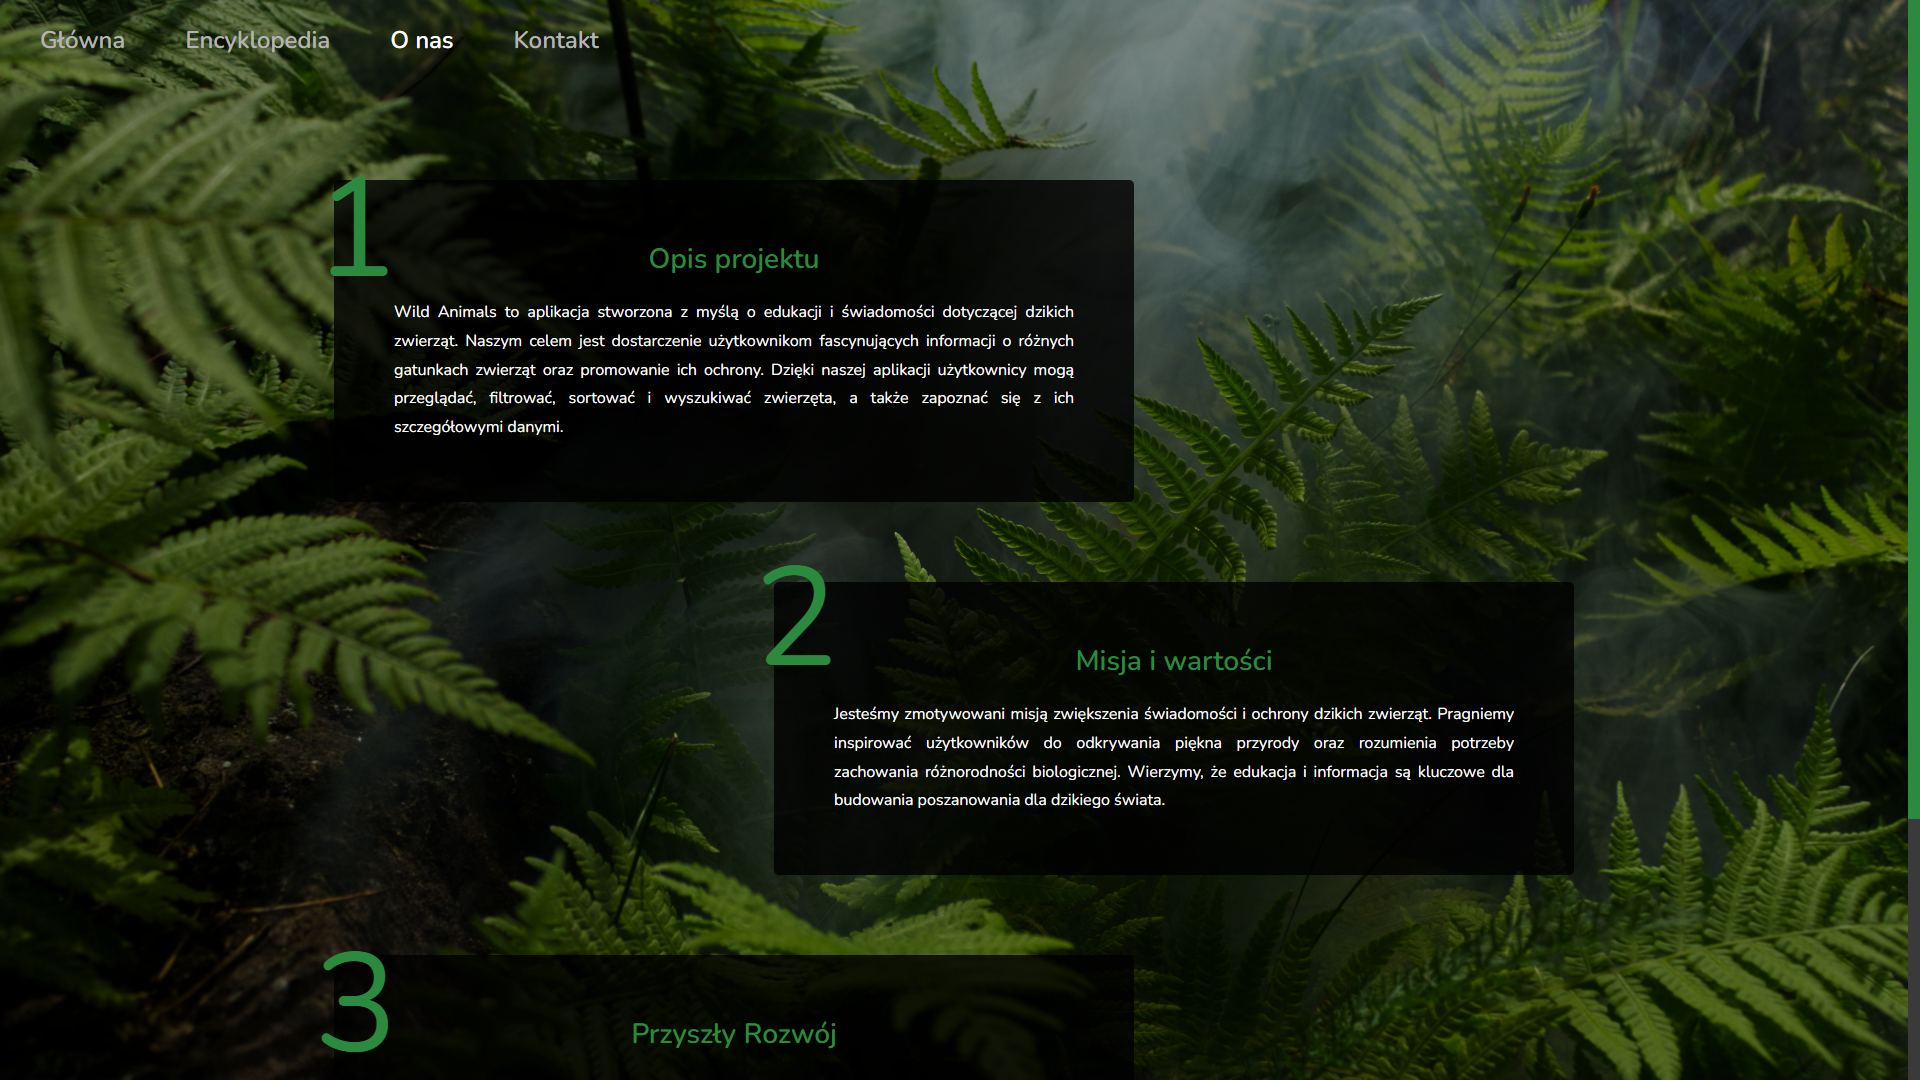 Główna Encyklopedia O nas Kontakt
1
Opis projektu
Wild Animals to aplikacja stworzona z myślą o edukacji i świadomości dotyczącej dzikich
zwierząt. Naszym celem jest dostarczenie użytkownikom fascynujących informacji o różnych
gatunkach zwierząt oraz promowanie ich ochrony. Dzięki naszej aplikacji użytkownicy mogą
przeglądać, filtrować, sortować i wyszukiwać zwierzęta, a także zapoznać się z ich
szczegółowymi danymi.
2
Misja i wartości
Jesteśmy zmotywowani misją zwiększenia świadomości i ochrony dzikich zwierząt. Pragniemy
inspirować użytkowników do odkrywania piękna przyrody oraz rozumienia potrzeby
zachowania różnorodności biologicznej. Wierzymy, że edukacja i informacja są kluczowe dla
budowania poszanowania dla dzikiego świata.
3
Przyszły Rozwój